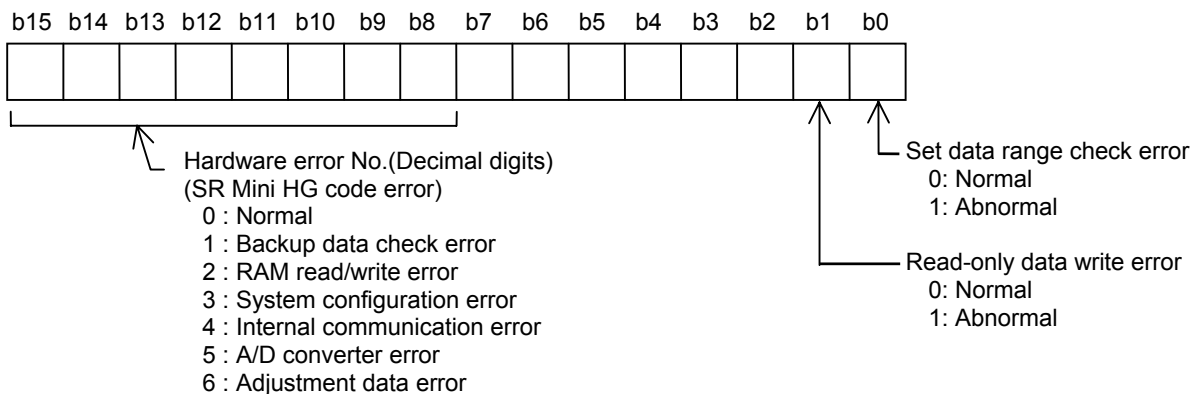 b15 b14 b13 b12 b11 b10 b9 b8 b7 b6 b5 b4 b3 b2 b1 b0
Hardware error No.(Decimal digits)
(SR Mini HG code error)
0 : Normal
1 : Backup data check error
2 : RAM read/write error
3 : System configuration error
4 : Internal communication error
5 : A/D converter error
6 : Adjustment data error
Set data range check error
0: Normal
1: Abnormal
Read-only data write error
0: Normal
1: Abnormal